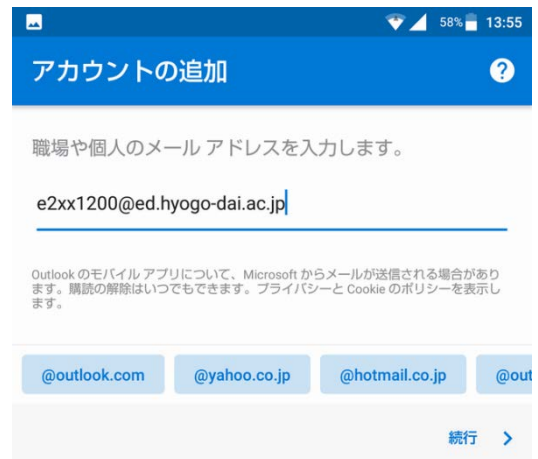 58% 13:55
アカウントの追加
職場や個人のメール アドレスを入力します。
e2xx1200@ed.hyogo-dai.ac.jp
Outlook のモバイル アプリについて、Microsoft からメールが送信される場合があり
ます。購読の解除はいつでもできます。プライバシーと Cookie のポリシーを表示し
ます。
@outlook.com @yahoo.co.jp @hotmail.co.jp @out
続行